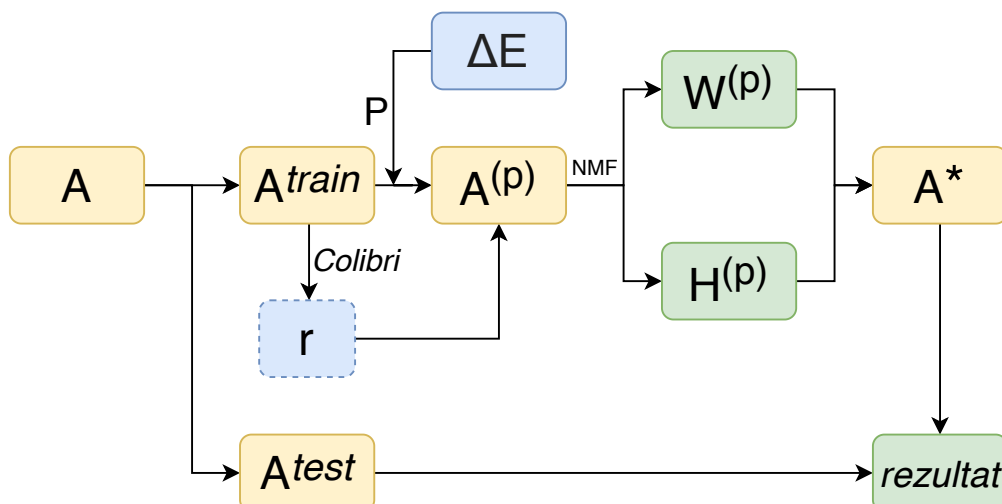 ΔE
P
W(p)
A
Atrain
A(p)
NMF
A*
Colibri
H(p)
r
Atest
rezultat